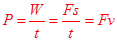 P = W/t = Fs/t = Fv